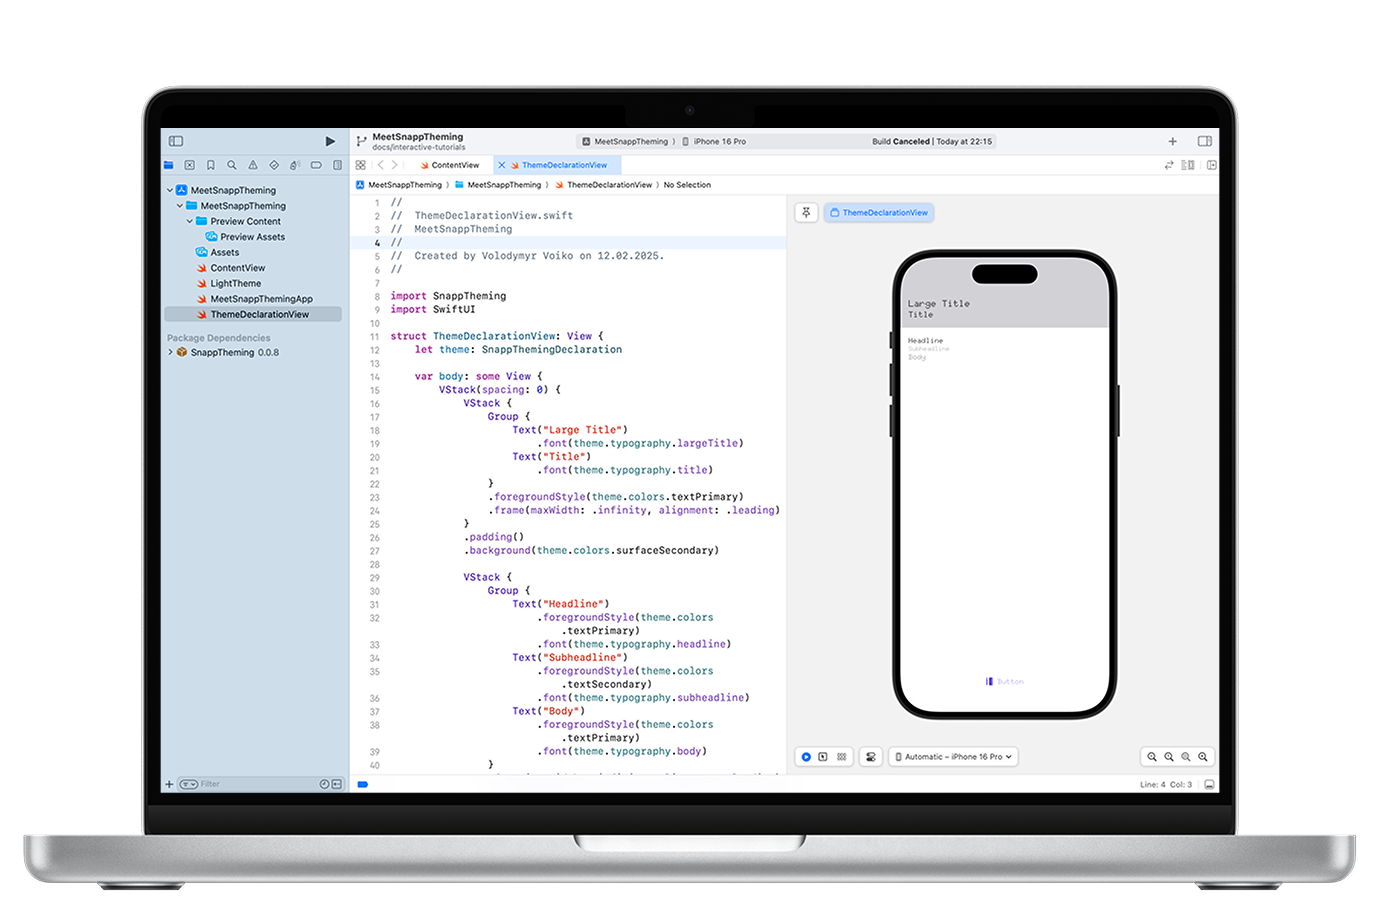 MeetSnappTheming
docs/interactive-tutorials
MeetSnappTheming
iPhone 16 Pro
Build Canceled | Today at 22:15
ContentView
ThemeDeclarationView
MeetSnappTheming
MeetSnappTheming
ThemeDeclarationView
No Selection
MeetSnappTheming
MeetSnappTheming
Preview Content
Preview Assets
Assets
ContentView
LightTheme
MeetSnappThemingApp
ThemeDeclarationView
Package Dependencies
SnappTheming 0.0.8
Filter
1 //
2 //  ThemeDeclarationView.swift
3 //  MeetSnappTheming
4 //
5 //  Created by Volodymyr Voiko on 12.02.2025.
6 //
7
8 import SnappTheming
9 import SwiftUI
10
11 struct ThemeDeclarationView: View {
12     let theme: SnappThemingDeclaration
13
14     var body: some View {
15         VStack(spacing: 0) {
16             VStack {
17                 Group {
18                     Text("Large Title")
19                         .font(theme.typography.largeTitle)
20                     Text("Title")
21                         .font(theme.typography.title)
22                 }
23                 .foregroundStyle(theme.colors.textPrimary)
24                 .frame(maxWidth: .infinity, alignment: .leading)
25             }
26             .padding()
27             .background(theme.colors.surfaceSecondary)
28
29             VStack {
30                 Group {
31                     Text("Headline")
32                         .foregroundStyle(theme.colors
                            .textPrimary)
33                         .font(theme.typography.headline)
34                     Text("Subheadline")
35                         .foregroundStyle(theme.colors
                            .textSecondary)
36                         .font(theme.typography.subheadline)
37                     Text("Body")
38                         .foregroundStyle(theme.colors
                            .textPrimary)
39                         .font(theme.typography.body)
40                 }
ThemeDeclarationView
Large Title
Title
Headline
Subheadline
Body
Button
Automatic – iPhone 16 Pro
Line: 4 Col: 3